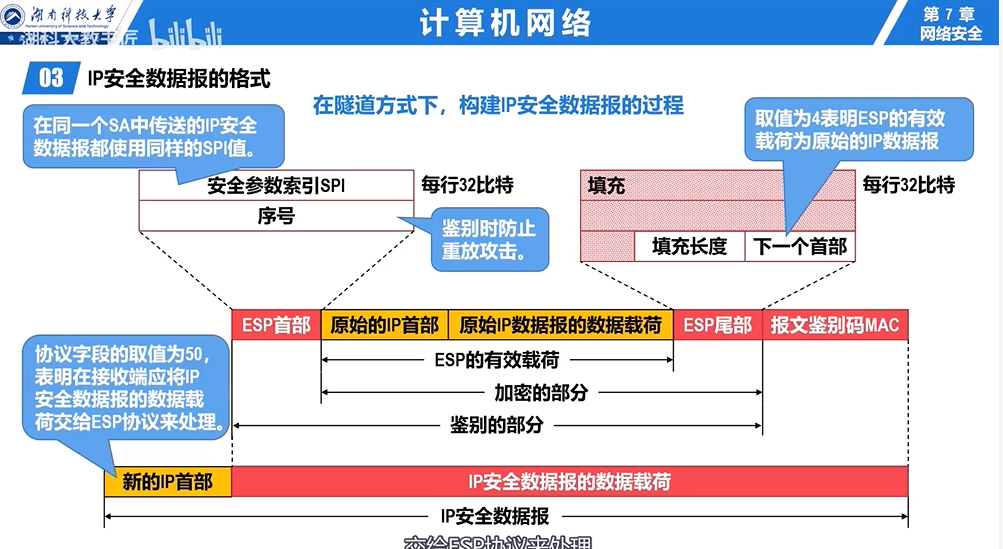 湖南科技大学
Hunan University of Science and Technology
计算机网络
第 7 章
网络安全
湖科大教书匠 bilibili
03 IP安全数据报的格式
在隧道方式下，构建IP安全数据报的过程
在同一个SA中传送的IP安全
数据报都使用同样的SPI值。
取值为4表明ESP的有效
载荷为原始的IP数据报
安全参数索引SPI 每行32比特
序号
鉴别时防止
重放攻击。
填充 每行32比特
填充长度 下一个首部
ESP首部 原始的IP首部 原始IP数据报的数据载荷 ESP尾部 报文鉴别码MAC
ESP的有效载荷
加密的部分
鉴别的部分
协议字段的取值为50，
表明在接收端应将IP
安全数据报的数据载
荷交给ESP协议来处理。
新的IP首部 IP安全数据报的数据载荷
IP安全数据报
交给ESP协议来处理